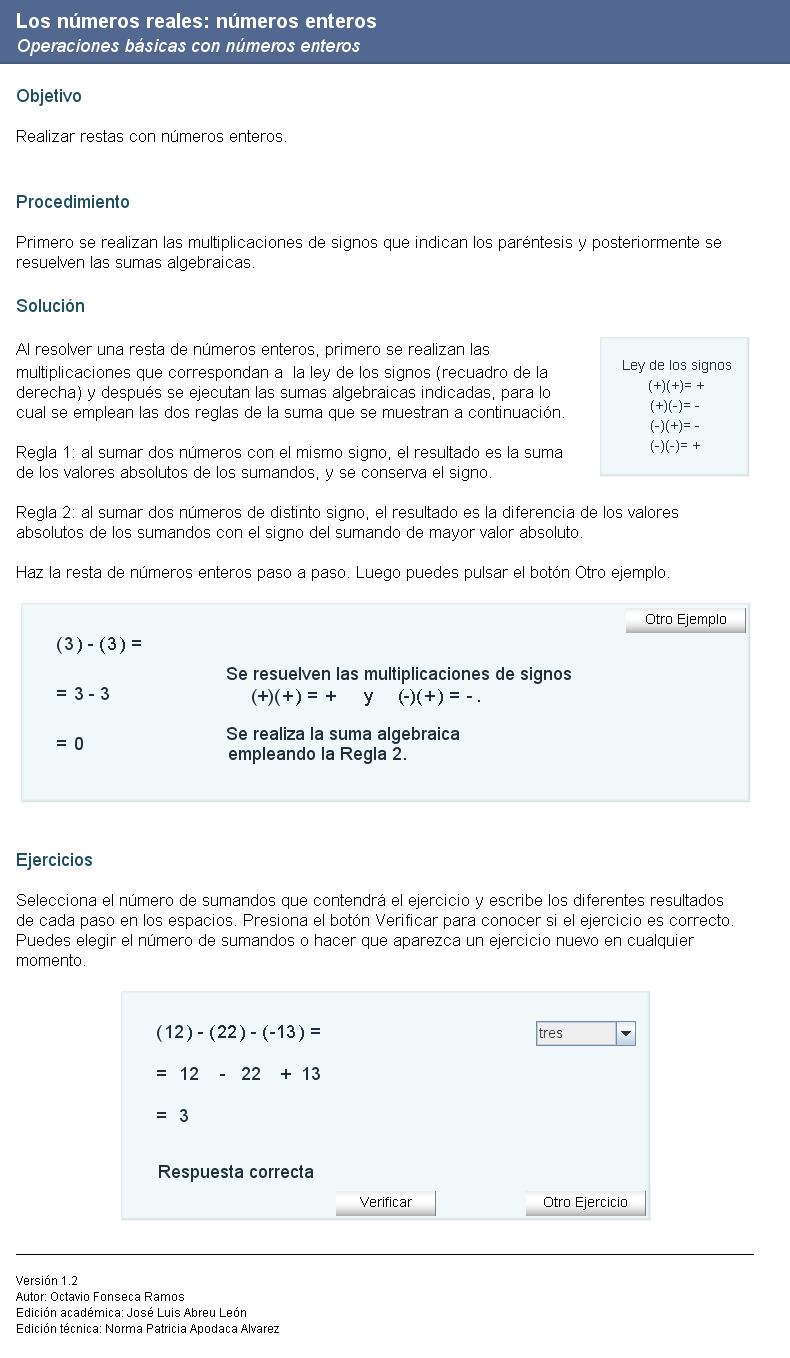 Los números reales: números enteros
Operaciones básicas con números enteros
Objetivo
Realizar restas con números enteros.
Procedimiento
Primero se realizan las multiplicaciones de signos que indican los paréntesis y posteriormente se
resuelven las sumas algebraicas.
Solución
Al resolver una resta de números enteros, primero se realizan las
multiplicaciones que correspondan a la ley de los signos (recuadro de la
derecha) y después se ejecutan las sumas algebraicas indicadas, para lo
cual se emplean las dos reglas de la suma que se muestran a continuación.
Ley de los signos
(+)(+)= +
(+)(-)= -
(-)(+)= -
(-)(-)= +
Regla 1: al sumar dos números con el mismo signo, el resultado es la suma
de los valores absolutos de los sumandos, y se conserva el signo.
Regla 2: al sumar dos números de distinto signo, el resultado es la diferencia de los valores
absolutos de los sumandos con el signo del sumando de mayor valor absoluto.
Haz la resta de números enteros paso a paso. Luego puedes pulsar el botón Otro ejemplo.
Otro Ejemplo
(3) - (3) =
= 3 - 3
Se resuelven las multiplicaciones de signos
(+)(+) = + y (-)(+) = - .
= 0
Se realiza la suma algebraica
empleando la Regla 2.
Ejercicios
Selecciona el número de sumandos que contendrá el ejercicio y escribe los diferentes resultados
de cada paso en los espacios. Presiona el botón Verificar para conocer si el ejercicio es correcto.
Puedes elegir el número de sumandos o hacer que aparezca un ejercicio nuevo en cualquier
momento.
(12) - (22) - (-13) =
tres
= 12 - 22 + 13
= 3
Respuesta correcta
Verificar
Otro Ejercicio
Versión 1.2
Autor: Octavio Fonseca Ramos
Edición académica: José Luis Abreu León
Edición técnica: Norma Patricia Apodaca Alvarez